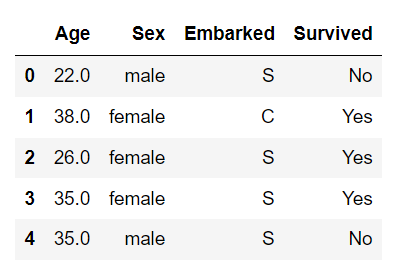 Age Sex Embarked Survived
0 22.0 male S No
1 38.0 female C Yes
2 26.0 female S Yes
3 35.0 female S Yes
4 35.0 male S No